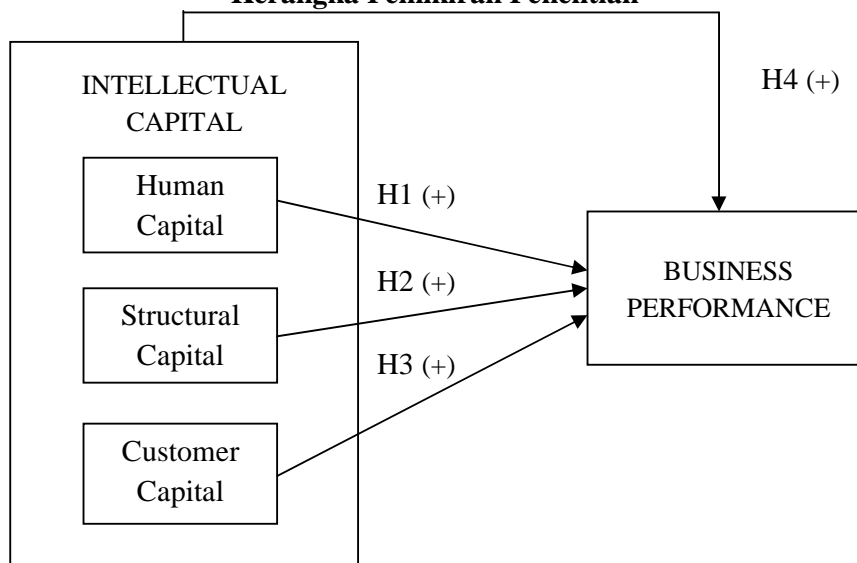 Kerangka Pemikiran Penelitian
INTELLECTUAL
CAPITAL
H4 (+)
Human
Capital
H1 (+)
BUSINESS
PERFORMANCE
H2 (+)
Structural
Capital
H3 (+)
Customer
Capital